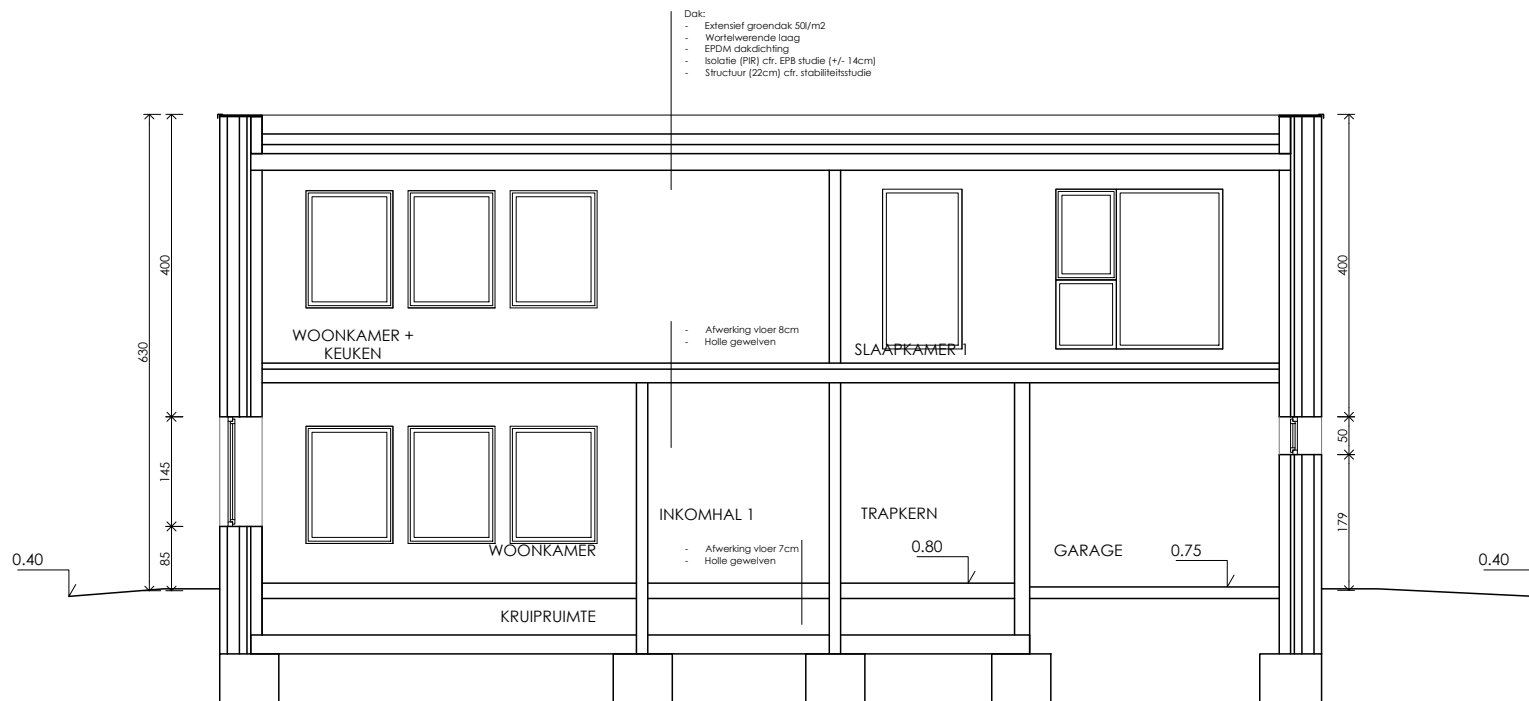 Dak:
- Extensief groendak 50l/m2
- Wortelwerende laag
- EPDM dakdichting
- Isolatie (PIR) cfr. EPB studie (+/- 14cm)
- Structuur (22cm) cfr. stabiliteitsstudie
630
400
145
85
400
50
179
WOONKAMER +
KEUKEN
- Afwerking vloer 8cm
- Holle gewelven
SLAAPKAMER 1
WOONKAMER
INKOMHAL 1
- Afwerking vloer 7cm
- Holle gewelven
TRAPKERN
0.80
GARAGE
0.75
0.40
0.40
KRUIPRUIMTE